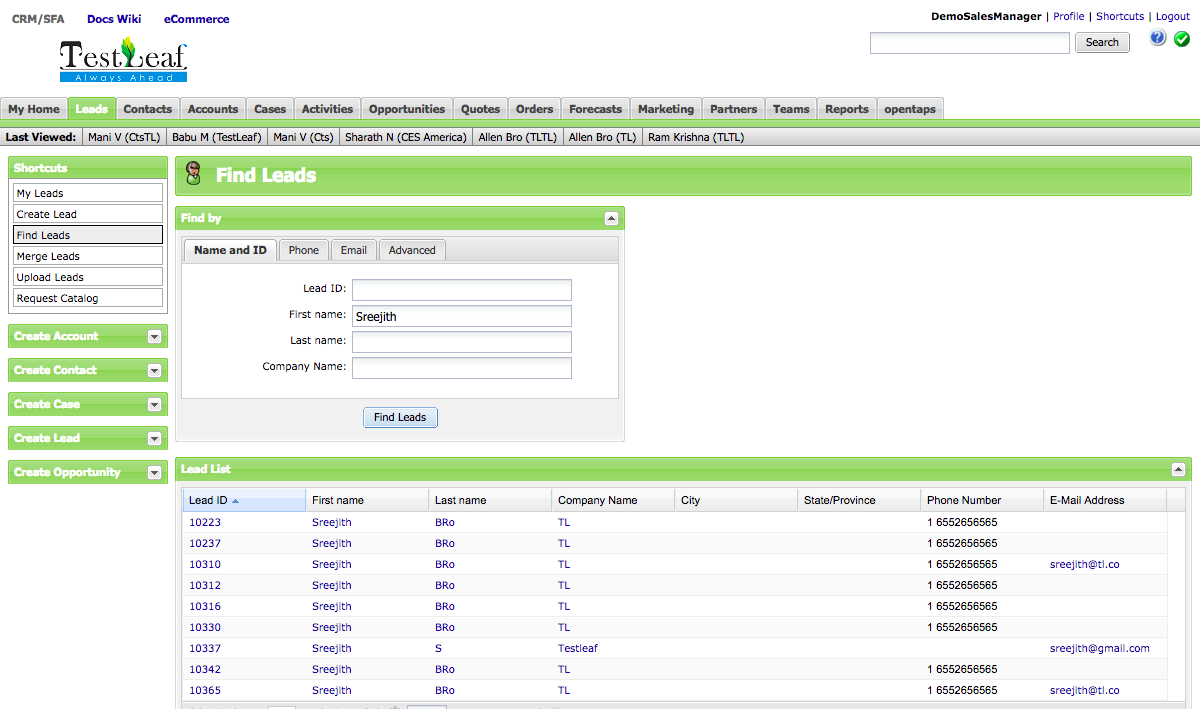 CRM/SFA Docs Wiki eCommerce
DemoSalesManager | Profile | Shortcuts | Logout
Search
TestLeaf
Always Ahead
My Home Leads Contacts Accounts Cases Activities Opportunities Quotes Orders Forecasts Marketing Partners Teams Reports opentaps
Last Viewed: Mani V (CtsTL) Babu M (TestLeaf) Mani V (Cts) Sharath N (CES America) Allen Bro (TLTL) Allen Bro (TL) Ram Krishna (TLTL)
Shortcuts
My Leads
Create Lead
Find Leads
Merge Leads
Upload Leads
Request Catalog
Create Account
Create Contact
Create Case
Create Lead
Create Opportunity
Find Leads
Find by
Name and ID Phone Email Advanced
Lead ID:
First name: Sreejith
Last name:
Company Name:
Find Leads
Lead List
Lead ID First name Last name Company Name City State/Province Phone Number E-Mail Address
10223 Sreejith BRo TL 1 6552656565
10237 Sreejith BRo TL 1 6552656565
10310 Sreejith BRo TL 1 6552656565 sreejith@tl.co
10312 Sreejith BRo TL 1 6552656565
10316 Sreejith BRo TL 1 6552656565
10330 Sreejith BRo TL 1 6552656565
10337 Sreejith S Testleaf sreejith@gmail.com
10342 Sreejith BRo TL 1 6552656565
10365 Sreejith BRo TL 1 6552656565 sreejith@tl.co